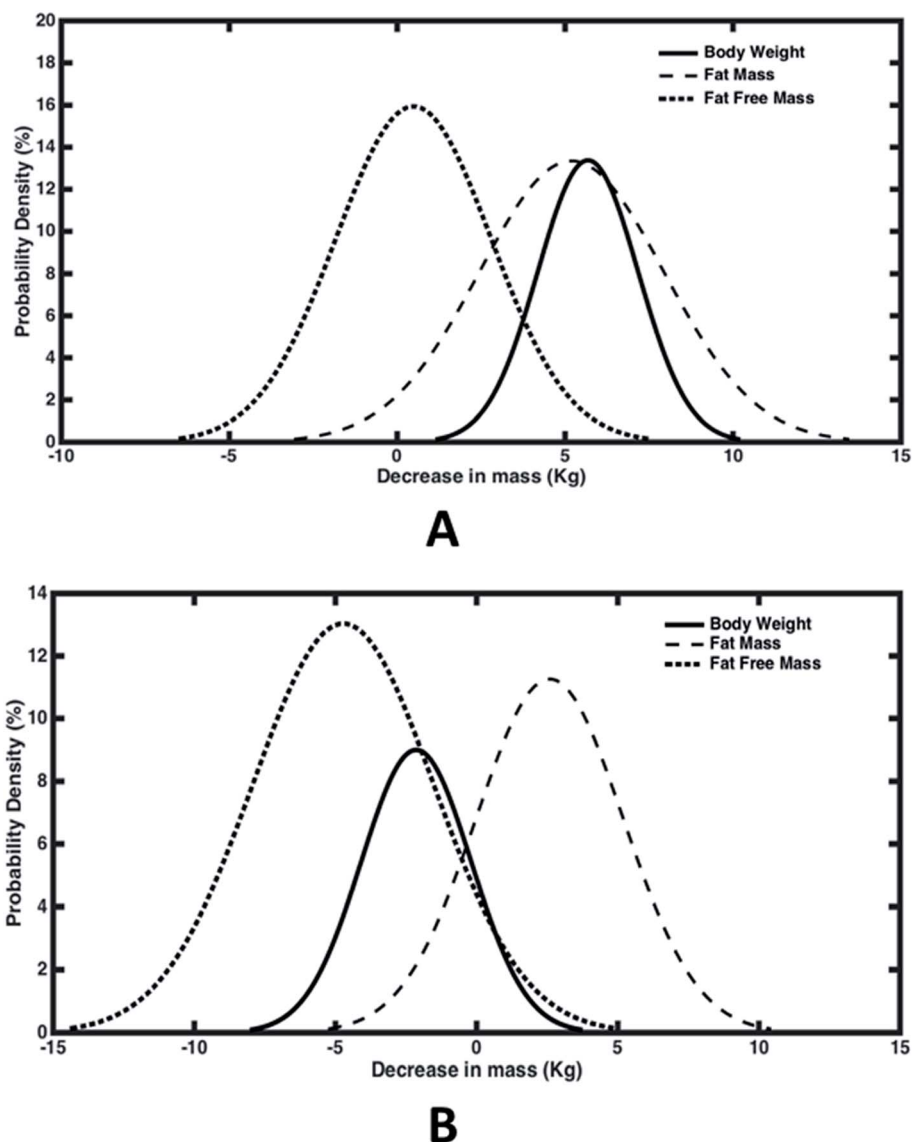 20
18
16
14
12
10
8
6
4
2
0
Probability Density (%)
Body Weight
Fat Mass
Fat Free Mass
-10 -5 0 5 10 15
Decrease in mass (Kg)
A
14
12
10
8
6
4
2
0
Probability Density (%)
Body Weight
Fat Mass
Fat Free Mass
-15 -10 -5 0 5 10 15
Decrease in mass (Kg)
B